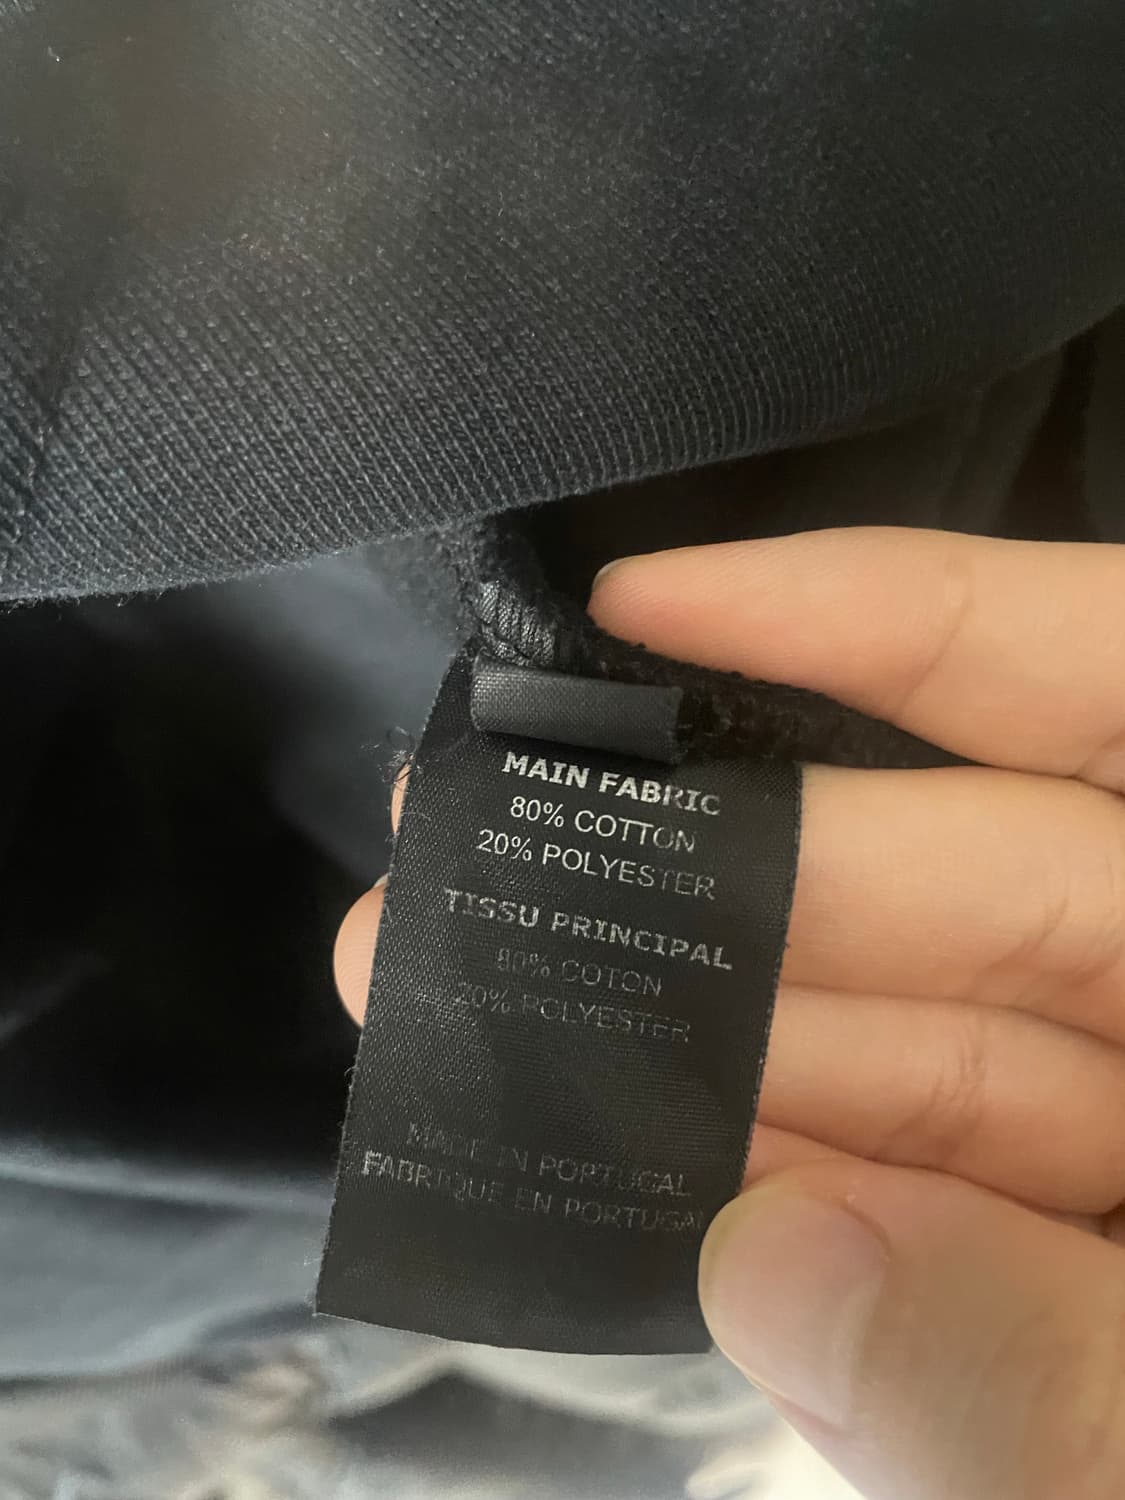 MAIN FABRIC
80% COTTON
20% POLYESTER
TISSU PRINCIPAL
80% COTON
20% POLYESTER
MADE IN PORTUGAL
FABRIQUE EN PORTUGAL